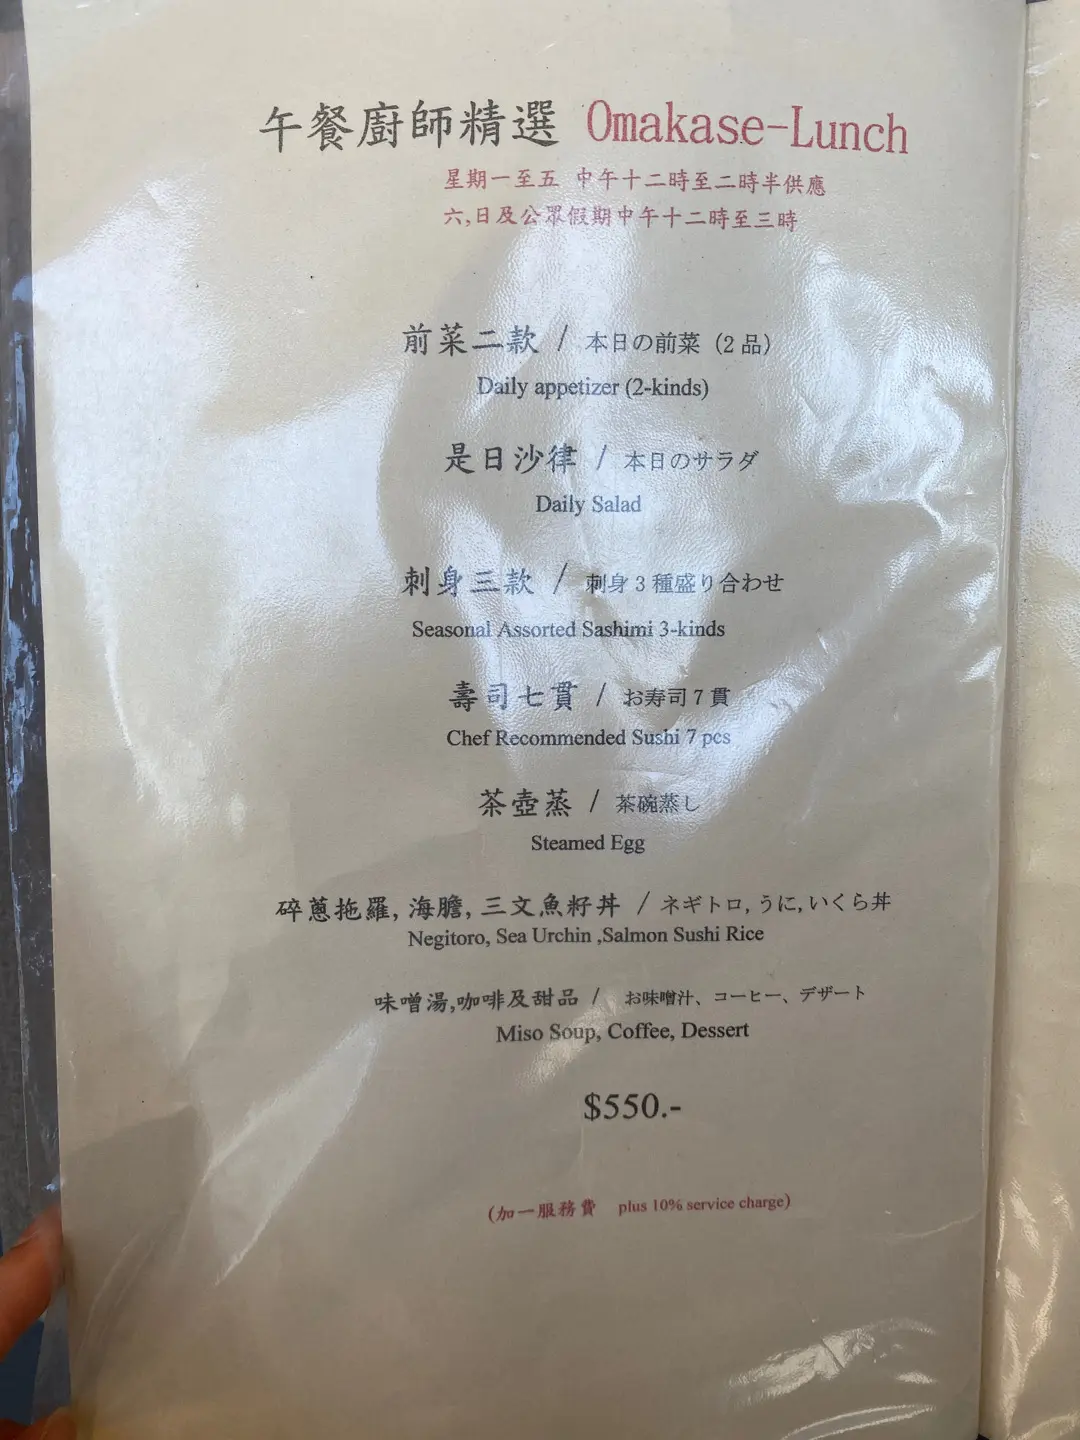 午餐廚師精選 Omakase-Lunch
星期一至五 中午十二時至二時半供應
六,日及公眾假期中午十二時至三時
前菜二款 / 本日の前菜（2 品）
Daily appetizer (2-kinds)
是日沙律 / 本日のサラダ
Daily Salad
刺身三款 / 刺身 3 種盛り合わせ
Seasonal Assorted Sashimi 3-kinds
壽司七貫 / お寿司 7 貫
Chef Recommended Sushi 7 pcs
茶壺蒸 / 茶碗蒸し
Steamed Egg
碎蔥拖羅, 海膽, 三文魚籽丼 / ネギトロ, うに, いくら丼
Negitoro, Sea Urchin ,Salmon Sushi Rice
味噌湯,咖啡及甜品 / お味噌汁、コーヒー、デザート
Miso Soup, Coffee, Dessert
$550.-
(加一服務費 plus 10% service charge)